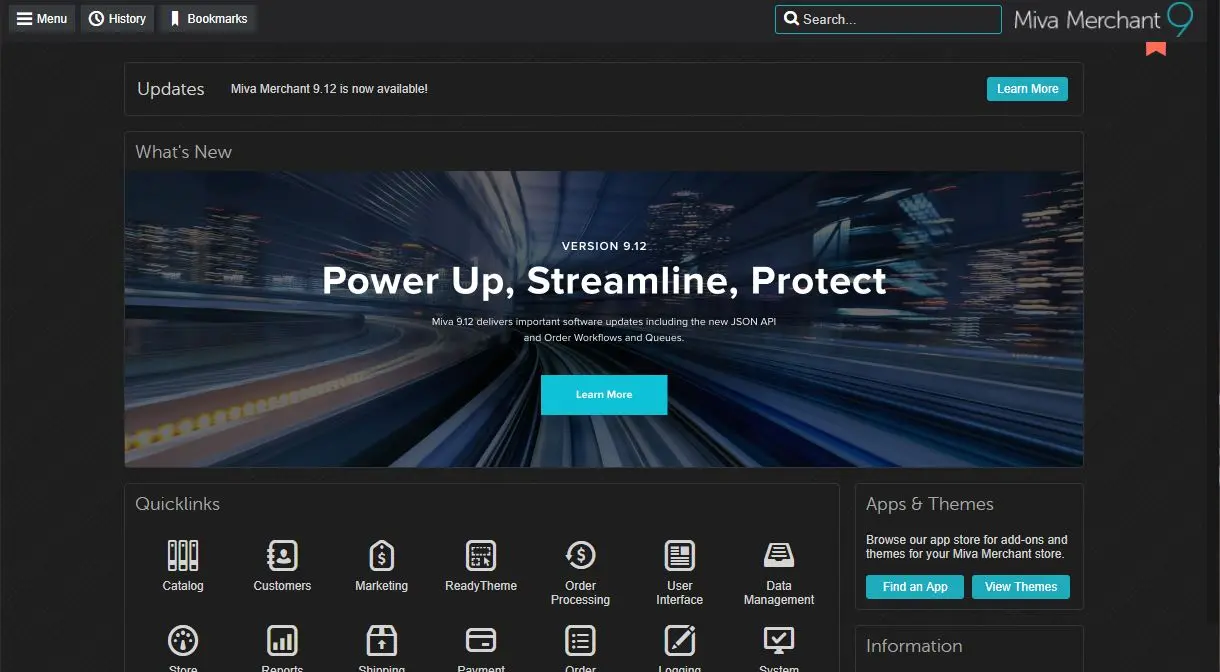 Menu
History
Bookmarks
Search...
Miva Merchant 9
Updates
Miva Merchant 9.12 is now available!
Learn More
What's New
VERSION 9.12
Power Up, Streamline, Protect
Miva 9.12 delivers important software updates including the new JSON API
and Order Workflows and Queues.
Learn More
Quicklinks
Catalog
Customers
Marketing
ReadyTheme
Order
Processing
User
Interface
Data
Management
Store
Reports
Shipping
Payment
Order
Logging
System
Apps & Themes
Browse our app store for add-ons and
themes for your Miva Merchant store.
Find an App
View Themes
Information